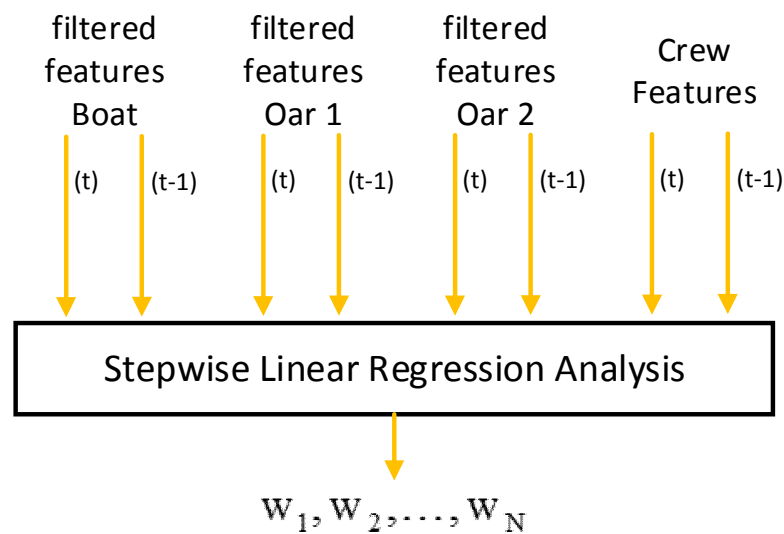 filtered
features
Boat
filtered
features
Oar 1
filtered
features
Oar 2
Crew
Features
(t)
(t-1)
(t)
(t-1)
(t)
(t-1)
(t)
(t-1)
Stepwise Linear Regression Analysis
W₁, W₂,..., W_N